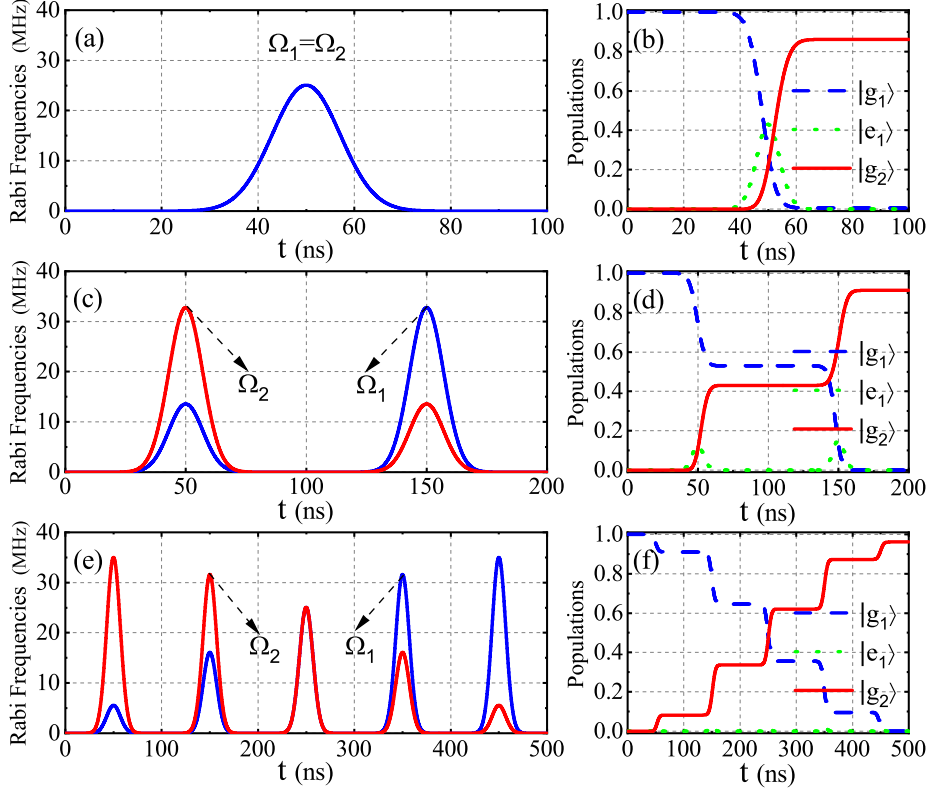 (a)
Ω1=Ω2
Rabi Frequencies (MHz)
40
30
20
10
0
0 20 40 60 80 100
t (ns)
(b)
Populations
1.0
0.8
0.6
0.4
0.2
0.0
|g1⟩
|e1⟩
|g2⟩
0 20 40 60 80 100
t (ns)
(c)
Rabi Frequencies (MHz)
40
30
20
10
0
Ω2
Ω1
0 50 100 150 200
t (ns)
(d)
Populations
1.0
0.8
0.6
0.4
0.2
0.0
|g1⟩
|e1⟩
|g2⟩
0 50 100 150 200
t (ns)
(e)
Rabi Frequencies (MHz)
40
30
20
10
0
Ω2
Ω1
0 100 200 300 400 500
t (ns)
(f)
Populations
1.0
0.8
0.6
0.4
0.2
0.0
|g1⟩
|e1⟩
|g2⟩
0 100 200 300 400 500
t (ns)